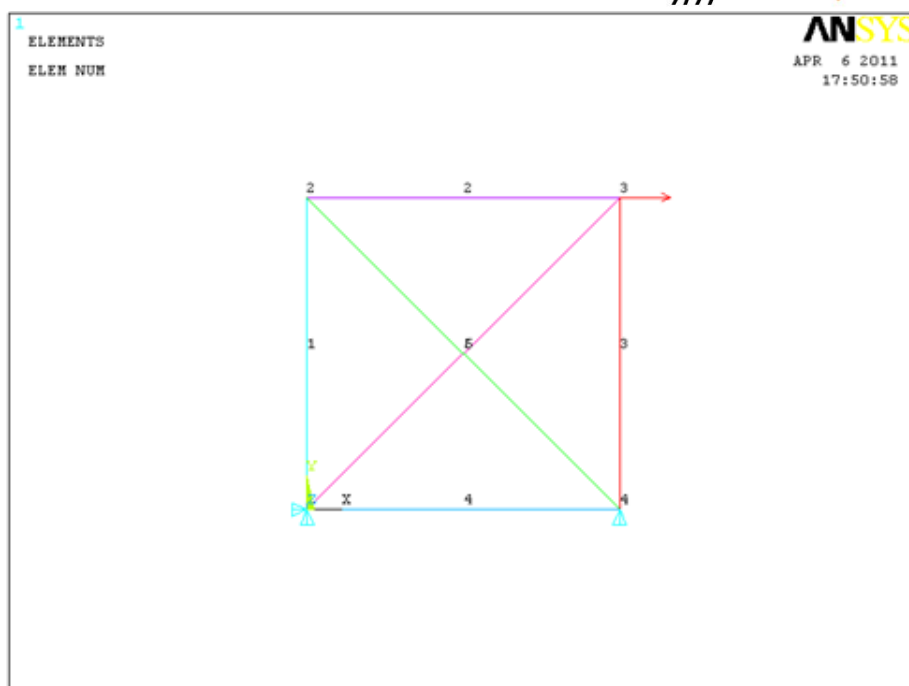 1
ELEMENTS
ELEM NUM
ANSYS
APR 6 2011
17:50:58
2 2 3
1 5 3
Y
Z X 4 4